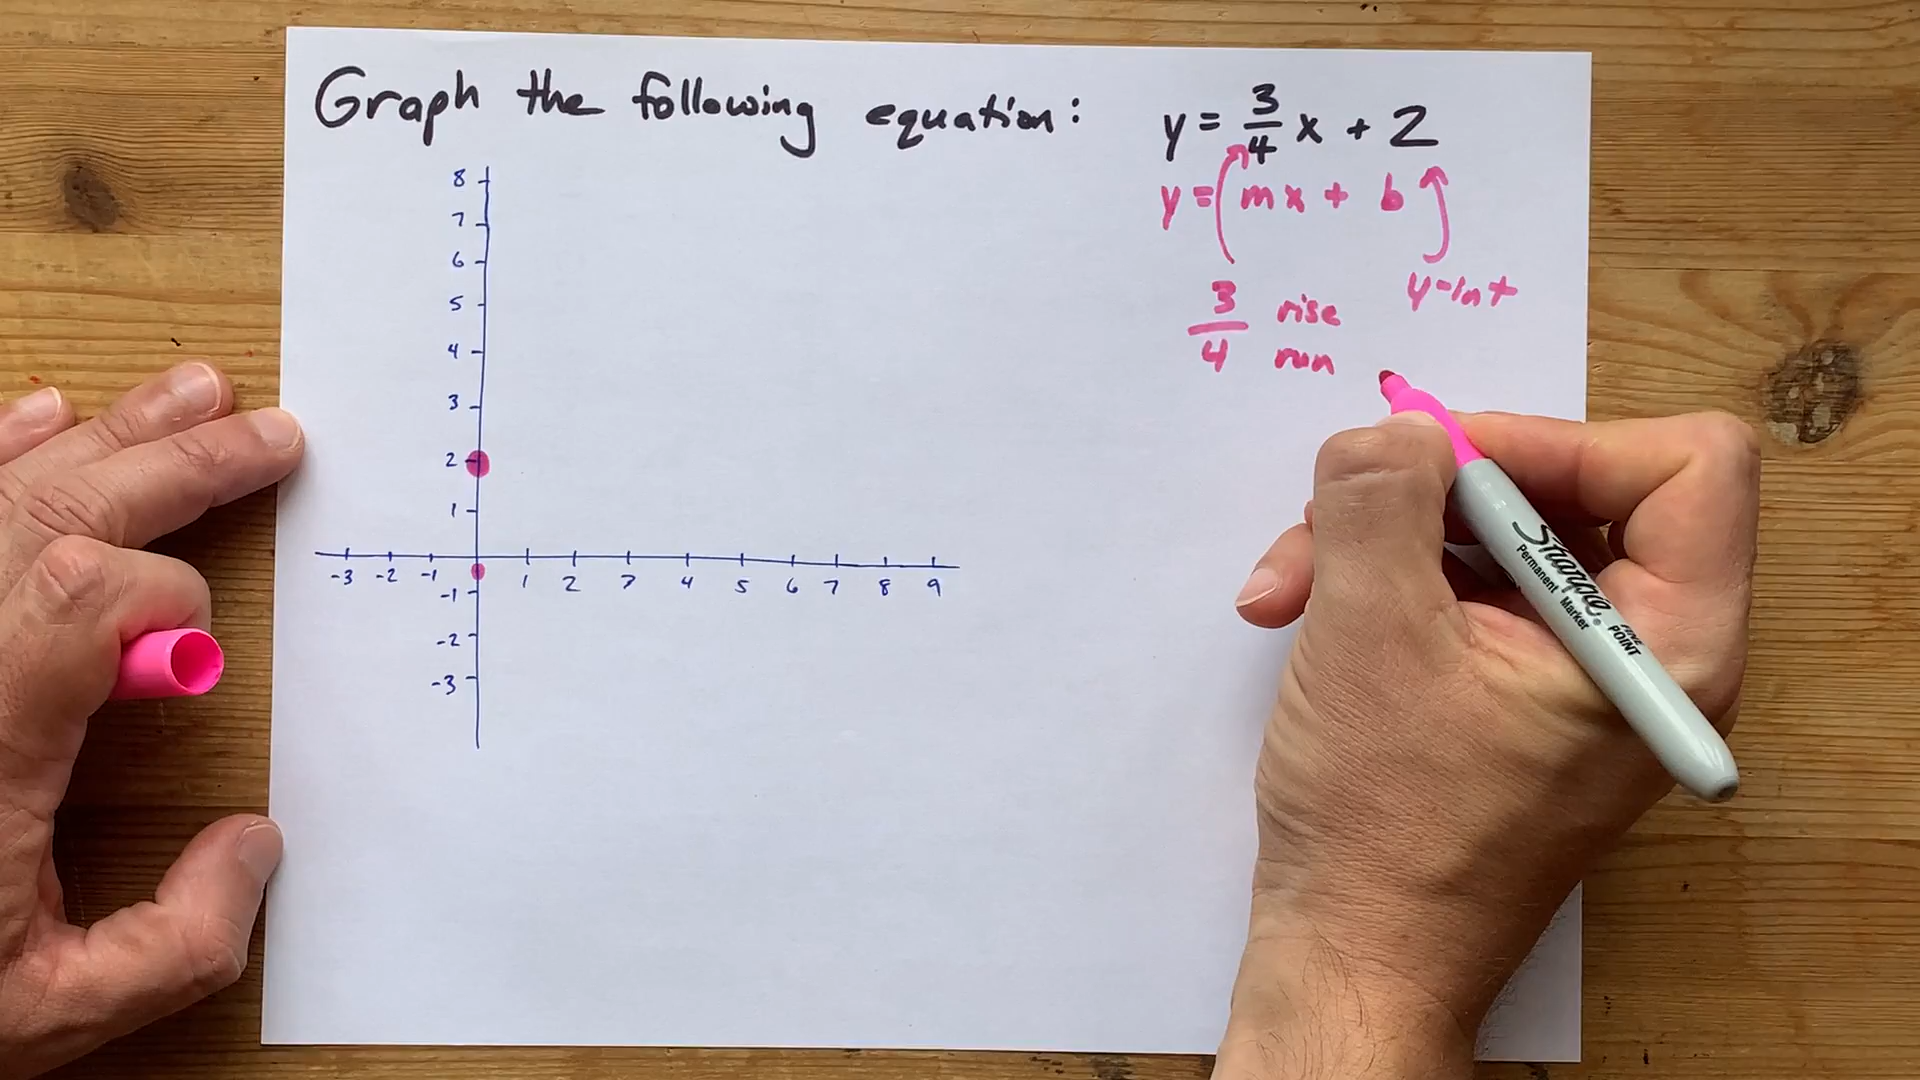 Graph the following equation: y = 3/4 x + 2
y = mx + b
y-int
3 rise
4 run
8
7
6
5
4
3
2
1
-3 -2 -1 1 2 3 4 5 6 7 8 9
-1
-2
-3
Sharpie®
Permanent Marker
FINE POINT